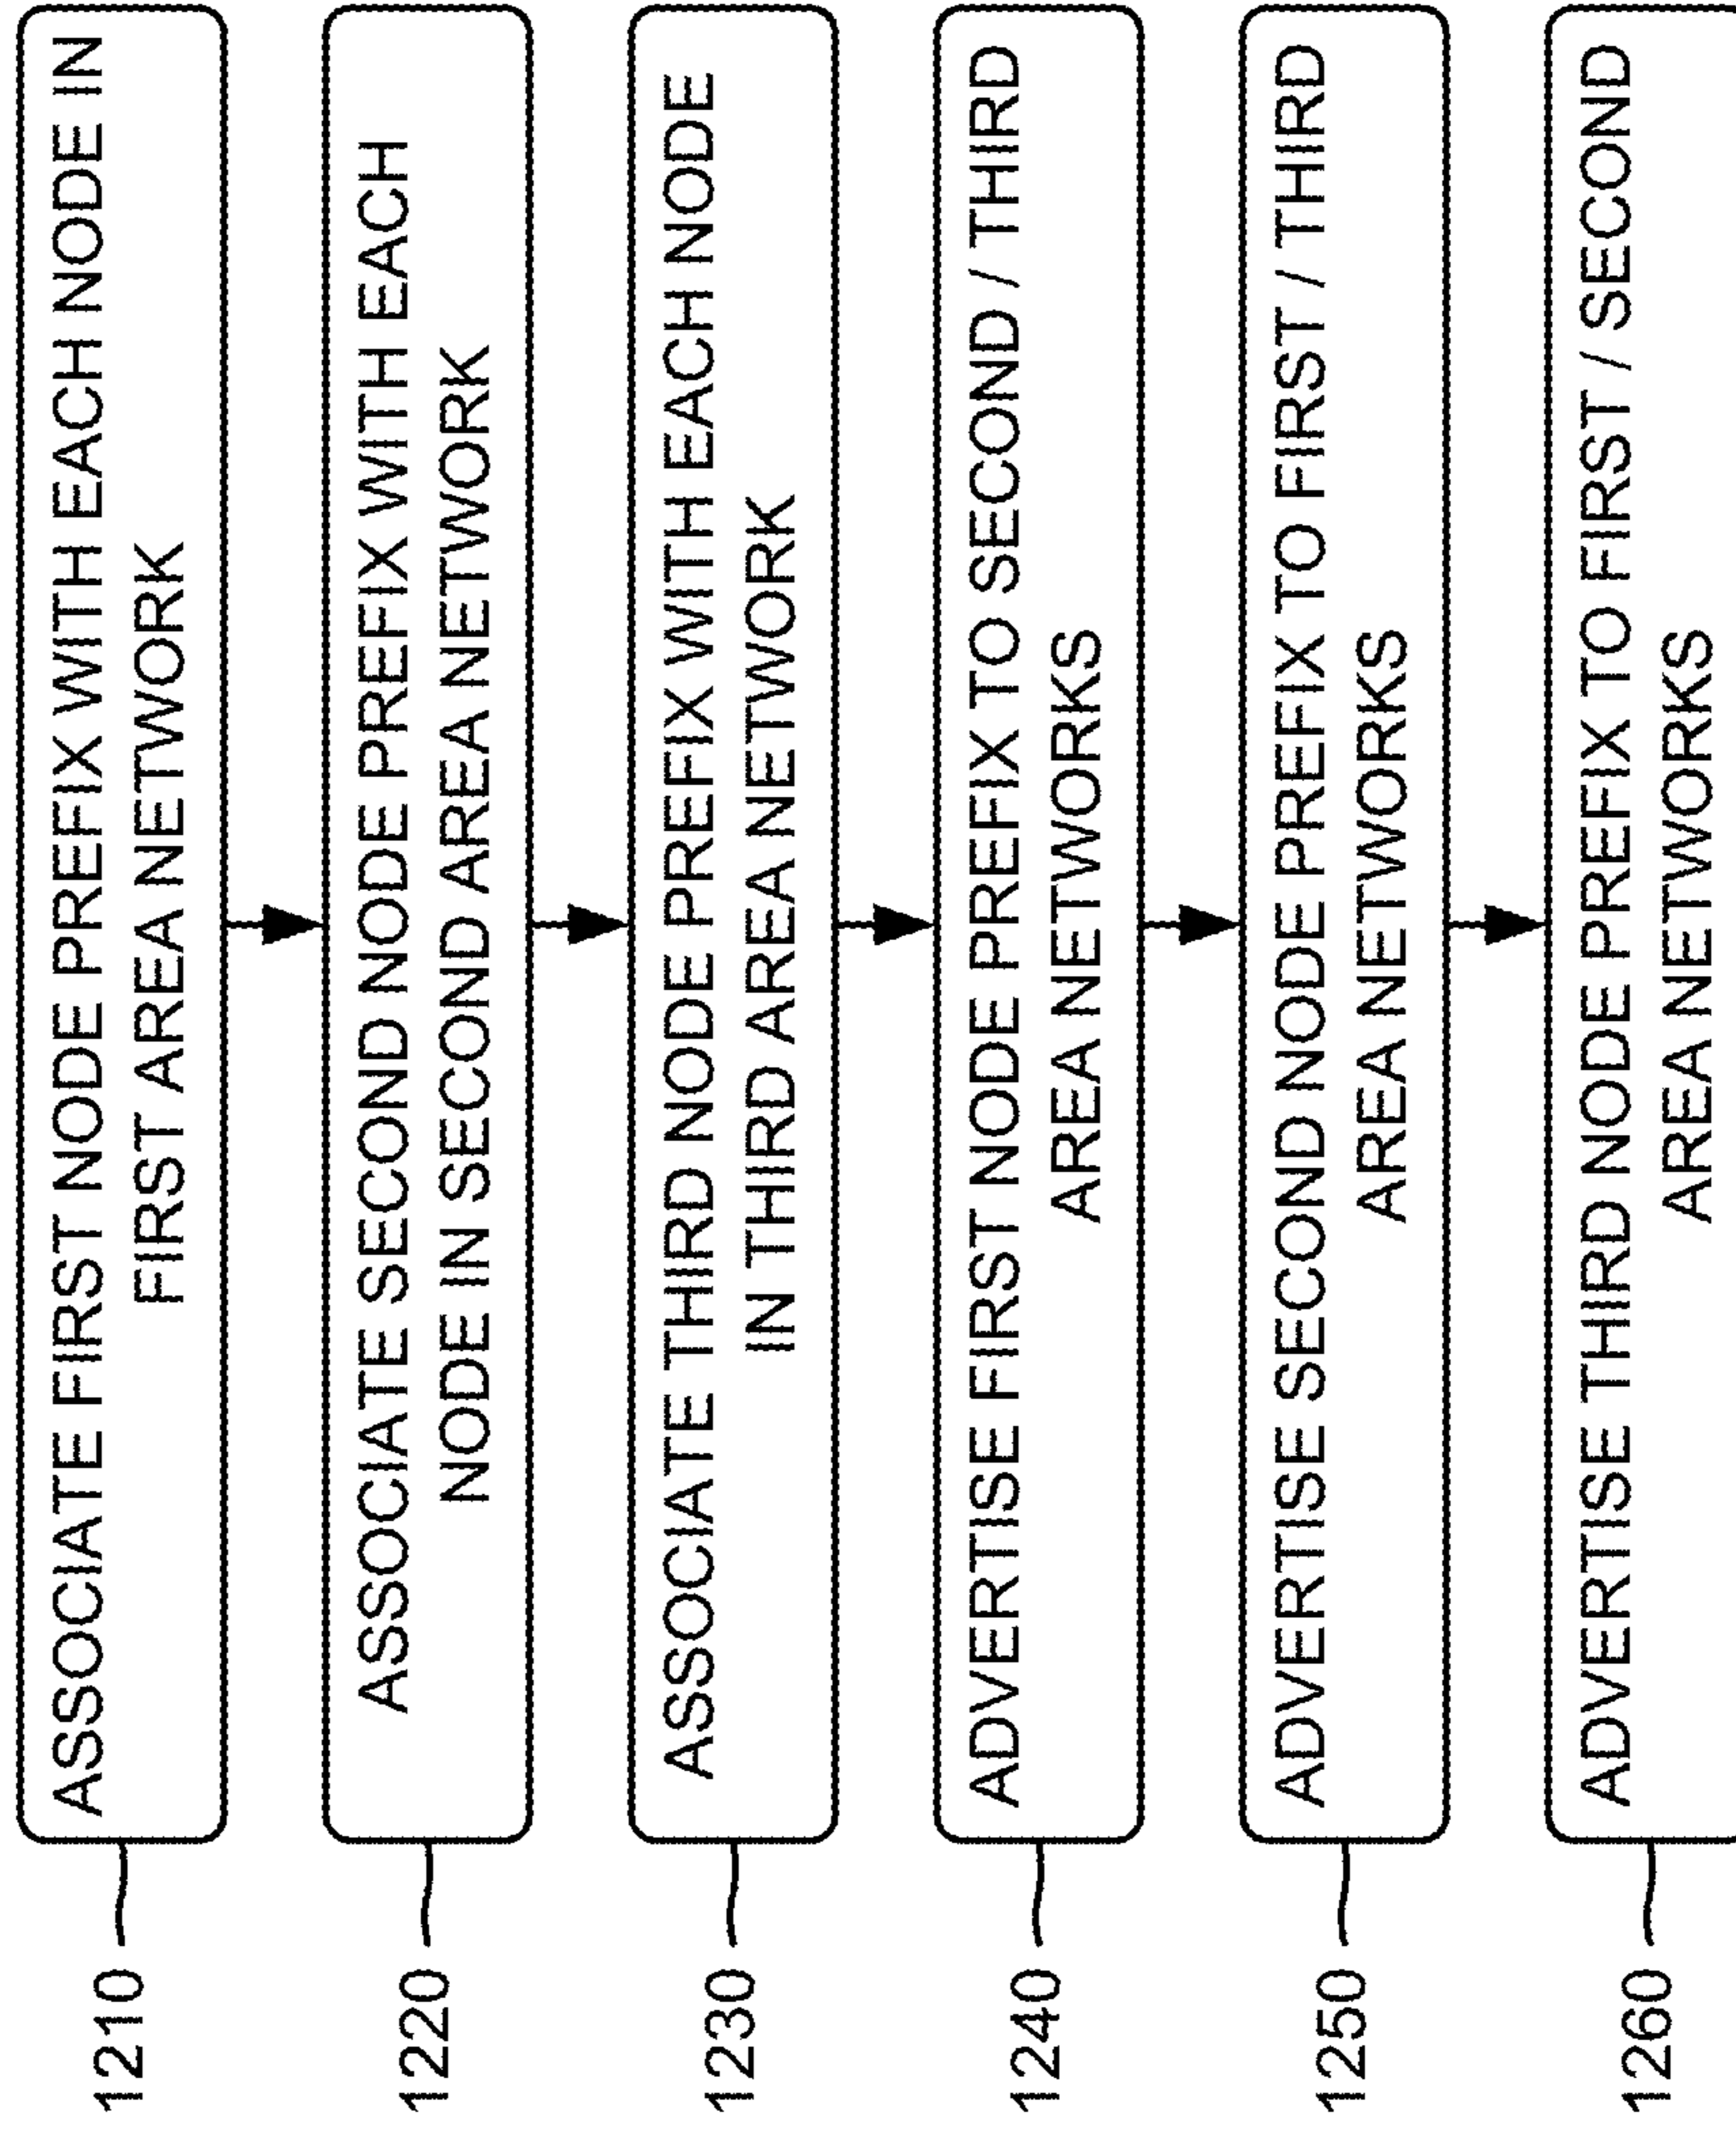 1210
ASSOCIATE FIRST NODE PREFIX WITH EACH NODE IN
FIRST AREA NETWORK
1220
ASSOCIATE SECOND NODE PREFIX WITH EACH
NODE IN SECOND AREA NETWORK
1230
ASSOCIATE THIRD NODE PREFIX WITH EACH NODE
IN THIRD AREA NETWORK
1240
ADVERTISE FIRST NODE PREFIX TO SECOND / THIRD
AREA NETWORKS
1250
ADVERTISE SECOND NODE PREFIX TO FIRST / THIRD
AREA NETWORKS
1260
ADVERTISE THIRD NODE PREFIX TO FIRST / SECOND
AREA NETWORKS